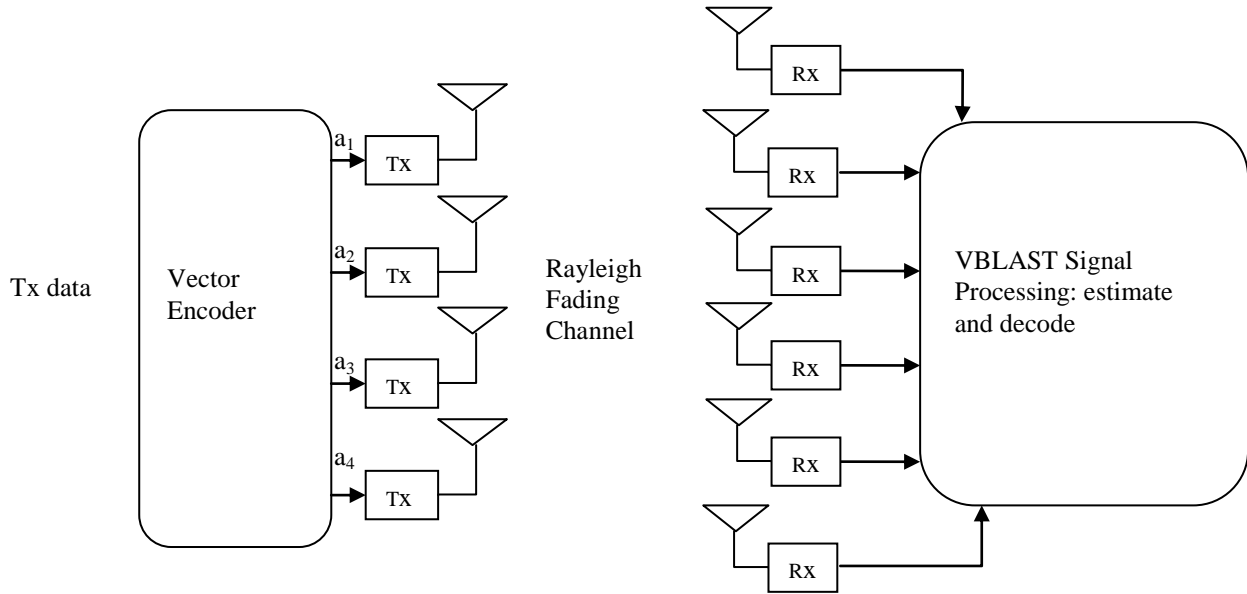 Tx data
Vector
Encoder
a₁
Tx
a₂
Tx
a₃
Tx
a₄
Tx
Rayleigh
Fading
Channel
Rx
Rx
Rx
Rx
Rx
Rx
VBLAST Signal
Processing: estimate
and decode